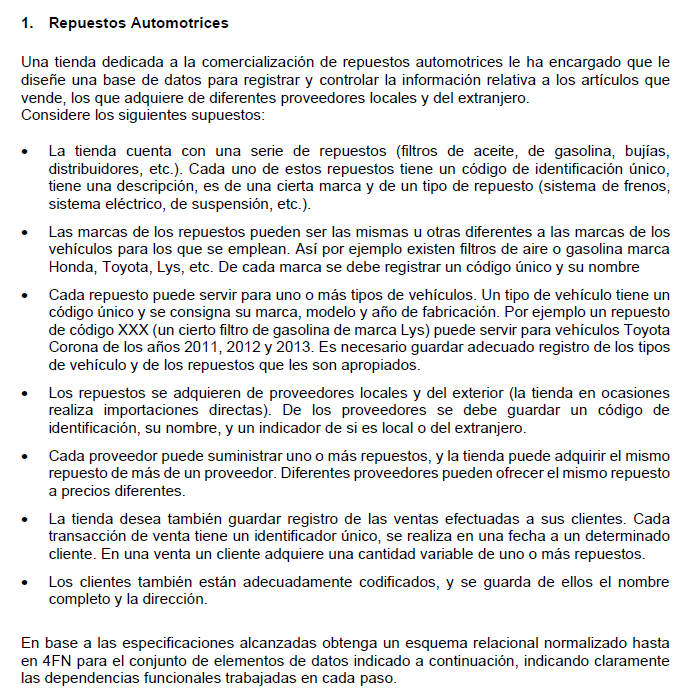 1. Repuestos Automotrices
Una tienda dedicada a la comercialización de repuestos automotrices le ha encargado que le
diseñe una base de datos para registrar y controlar la información relativa a los artículos que
vende, los que adquiere de diferentes proveedores locales y del extranjero.
Considere los siguientes supuestos:
• La tienda cuenta con una serie de repuestos (filtros de aceite, de gasolina, bujías,
distribuidores, etc.). Cada uno de estos repuestos tiene un código de identificación único,
tiene una descripción, es de una cierta marca y de un tipo de repuesto (sistema de frenos,
sistema eléctrico, de suspensión, etc.).
• Las marcas de los repuestos pueden ser las mismas u otras diferentes a las marcas de los
vehículos para los que se emplean. Así por ejemplo existen filtros de aire o gasolina marca
Honda, Toyota, Lys, etc. De cada marca se debe registrar un código único y su nombre
• Cada repuesto puede servir para uno o más tipos de vehículos. Un tipo de vehículo tiene un
código único y se consigna su marca, modelo y año de fabricación. Por ejemplo un repuesto
de código XXX (un cierto filtro de gasolina de marca Lys) puede servir para vehículos Toyota
Corona de los años 2011, 2012 y 2013. Es necesario guardar adecuado registro de los tipos
de vehículo y de los repuestos que les son apropiados.
• Los repuestos se adquieren de proveedores locales y del exterior (la tienda en ocasiones
realiza importaciones directas). De los proveedores se debe guardar un código de
identificación, su nombre, y un indicador de si es local o del extranjero.
• Cada proveedor puede suministrar uno o más repuestos, y la tienda puede adquirir el mismo
repuesto de más de un proveedor. Diferentes proveedores pueden ofrecer el mismo repuesto
a precios diferentes.
• La tienda desea también guardar registro de las ventas efectuadas a sus clientes. Cada
transacción de venta tiene un identificador único, se realiza en una fecha a un determinado
cliente. En una venta un cliente adquiere una cantidad variable de uno o más repuestos.
• Los clientes también están adecuadamente codificados, y se guarda de ellos el nombre
completo y la dirección.
En base a las especificaciones alcanzadas obtenga un esquema relacional normalizado hasta
en 4FN para el conjunto de elementos de datos indicado a continuación, indicando claramente
las dependencias funcionales trabajadas en cada paso.